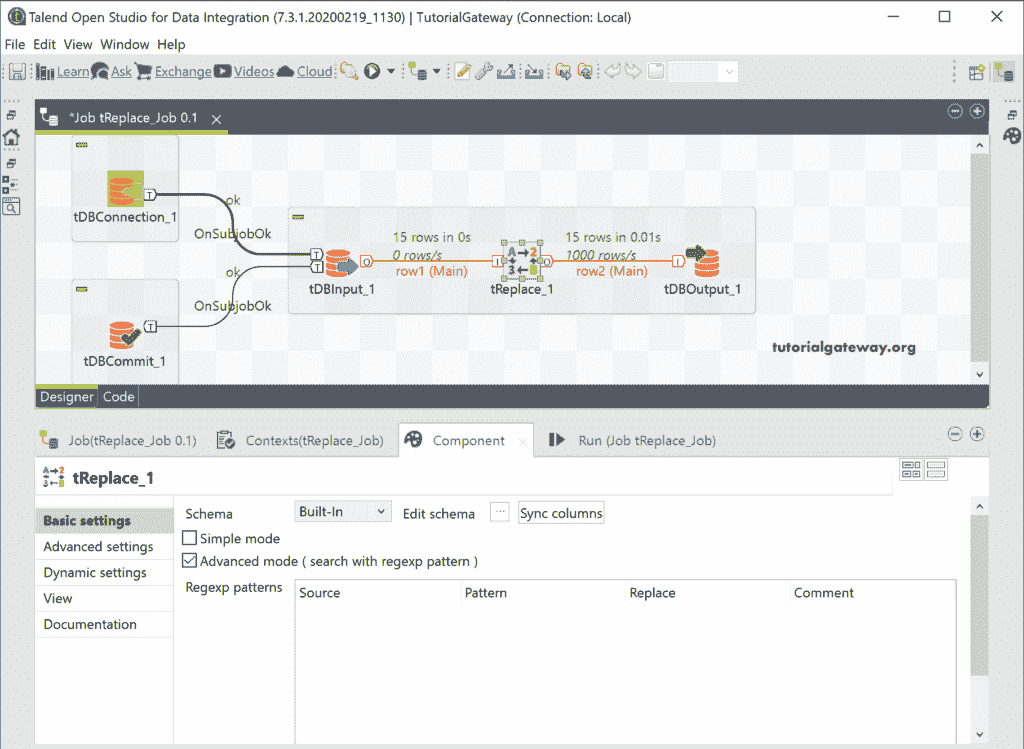 Talend Open Studio for Data Integration (7.3.1.20200219_1130) | TutorialGateway (Connection: Local)
File Edit View Window Help
Learn Ask Exchange Videos Cloud
*Job tReplace_Job 0.1
T
ok
tDBConnection_1
OnSubjobOk
15 rows in 0s
15 rows in 0.01s
0 rows/s
1000 rows/s
row1 (Main)
row2 (Main)
tDBInput_1
tReplace_1
tDBOutput_1
ok
OnSubjobOk
T
tDBCommit_1
tutorialgateway.org
Designer Code
Job(tReplace_Job 0.1) Contexts(tReplace_Job) Component Run (Job tReplace_Job)
tReplace_1
Basic settings
Advanced settings
Dynamic settings
View
Documentation
Schema Built-In Edit schema ... Sync columns
Simple mode
Advanced mode ( search with regexp pattern )
Regexp patterns
Source Pattern Replace Comment